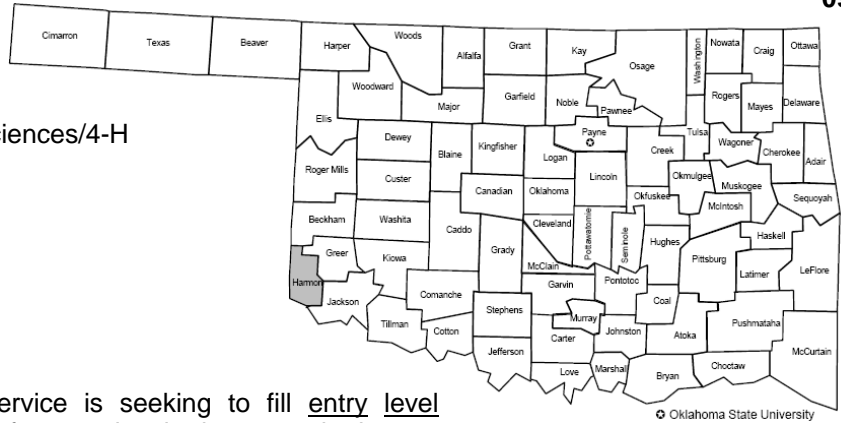 Cimarron Texas Beaver Harper Woods Alfalfa Grant Kay Osage Washington Nowata Craig Ottawa
Woodward Major Garfield Noble Pawnee Rogers Mayes Delaware
Ellis
ciences/4-H
Dewey Blaine Kingfisher Logan Payne Creek Tulsa Wagoner Cherokee Adair
Roger Mills Custer Canadian Oklahoma Lincoln Okfuskee Okmulgee Muskogee Sequoyah
McIntosh
Beckham Washita Caddo Grady Cleveland Pottawatomie Seminole Hughes Haskell
McClain Pittsburg Latimer LeFlore
Harmon Greer Kiowa Comanche Garvin Pontotoc Coal
Jackson Tillman Cotton Stephens Murray Johnston Atoka Pushmataha
Carter
Jefferson Love Marshall Bryan Choctaw McCurtain
ervice is seeking to fill entry level
Oklahoma State University